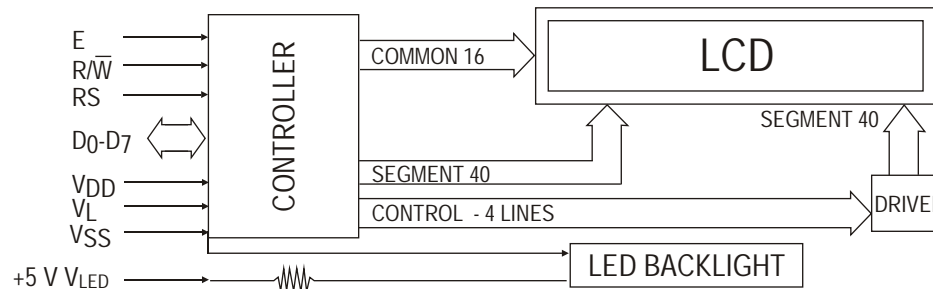 E
R/W̅
RS
D0-D7
VDD
VL
VSS
+5 V VLED
CONTROLLER
COMMON 16
LCD
SEGMENT 40
SEGMENT 40
CONTROL - 4 LINES
DRIVE
LED BACKLIGHT